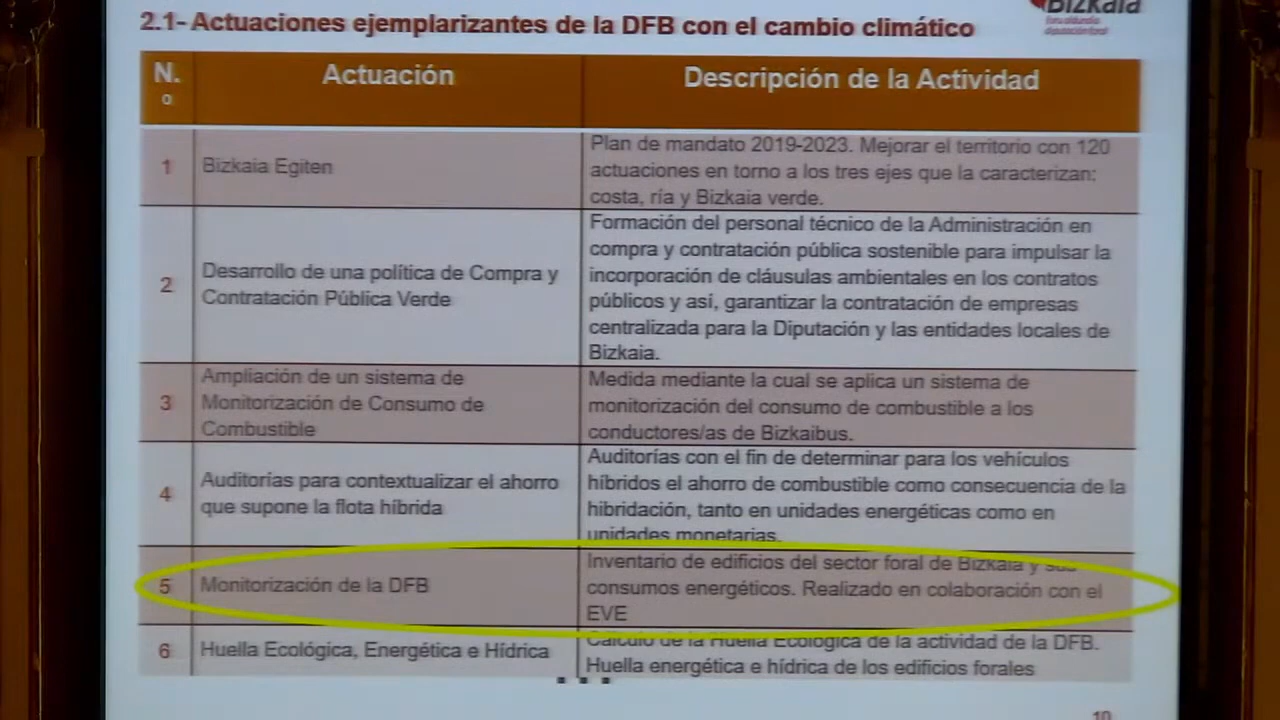 2.1- Actuaciones ejemplarizantes de la DFB con el cambio climático
Bizkaia
foru aldundia
diputación foral
N.
o
Actuación
Descripción de la Actividad
1
Bizkaia Egiten
Plan de mandato 2019-2023. Mejorar el territorio con 120
actuaciones en torno a los tres ejes que la caracterizan:
costa, ría y Bizkaia verde.
2
Desarrollo de una política de Compra y
Contratación Pública Verde
Formación del personal técnico de la Administración en
compra y contratación pública sostenible para impulsar la
incorporación de cláusulas ambientales en los contratos
públicos y así, garantizar la contratación de empresas
centralizada para la Diputación y las entidades locales de
Bizkaia.
3
Ampliación de un sistema de
Monitorización de Consumo de
Combustible
Medida mediante la cual se aplica un sistema de
monitorización del consumo de combustible a los
conductores/as de Bizkaibus.
4
Auditorías para contextualizar el ahorro
que supone la flota híbrida
Auditorías con el fin de determinar para los vehículos
híbridos el ahorro de combustible como consecuencia de la
hibridación, tanto en unidades energéticas como en
unidades monetarias.
5
Monitorización de la DFB
Inventario de edificios del sector foral de Bizkaia y sus
consumos energéticos. Realizado en colaboración con el
EVE
6
Huella Ecológica, Energética e Hídrica
Cálculo de la Huella Ecológica de la actividad de la DFB.
Huella energética e hídrica de los edificios forales
10